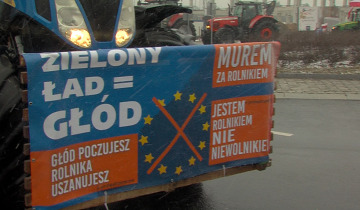 ZIELONY
ŁAD =
GŁÓD
GŁÓD POCZUJESZ
ROLNIKA
USZANUJESZ
MUREM
ZA ROLNIKIEM
JESTEM
ROLNIKIEM
NIE
NIEWOLNIKIEM